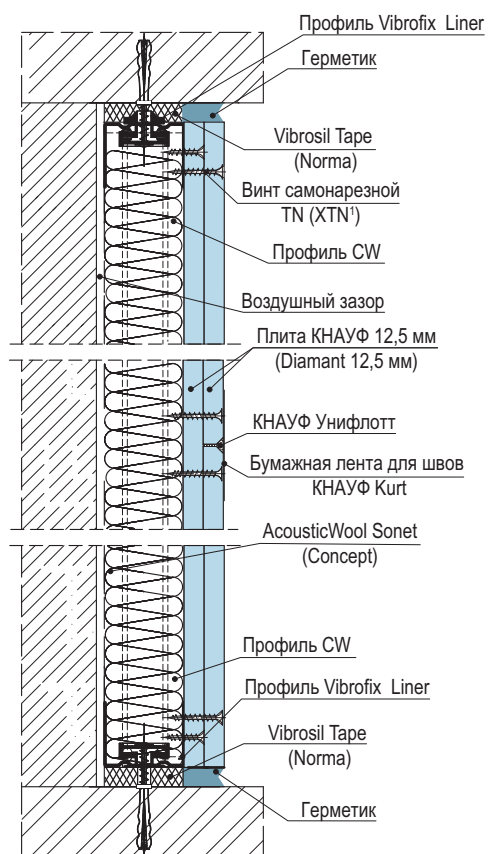 Профиль Vibrofix Liner
Герметик
Vibrosil Tape
(Norma)
Винт самонарезной
TN (XTN¹)
Профиль CW
Воздушный зазор
Плита КНАУФ 12,5 мм
(Diamant 12,5 мм)
КНАУФ Унифлотт
Бумажная лента для швов
КНАУФ Kurt
AcousticWool Sonet
(Concept)
Профиль CW
Профиль Vibrofix Liner
Vibrosil Tape
(Norma)
Герметик